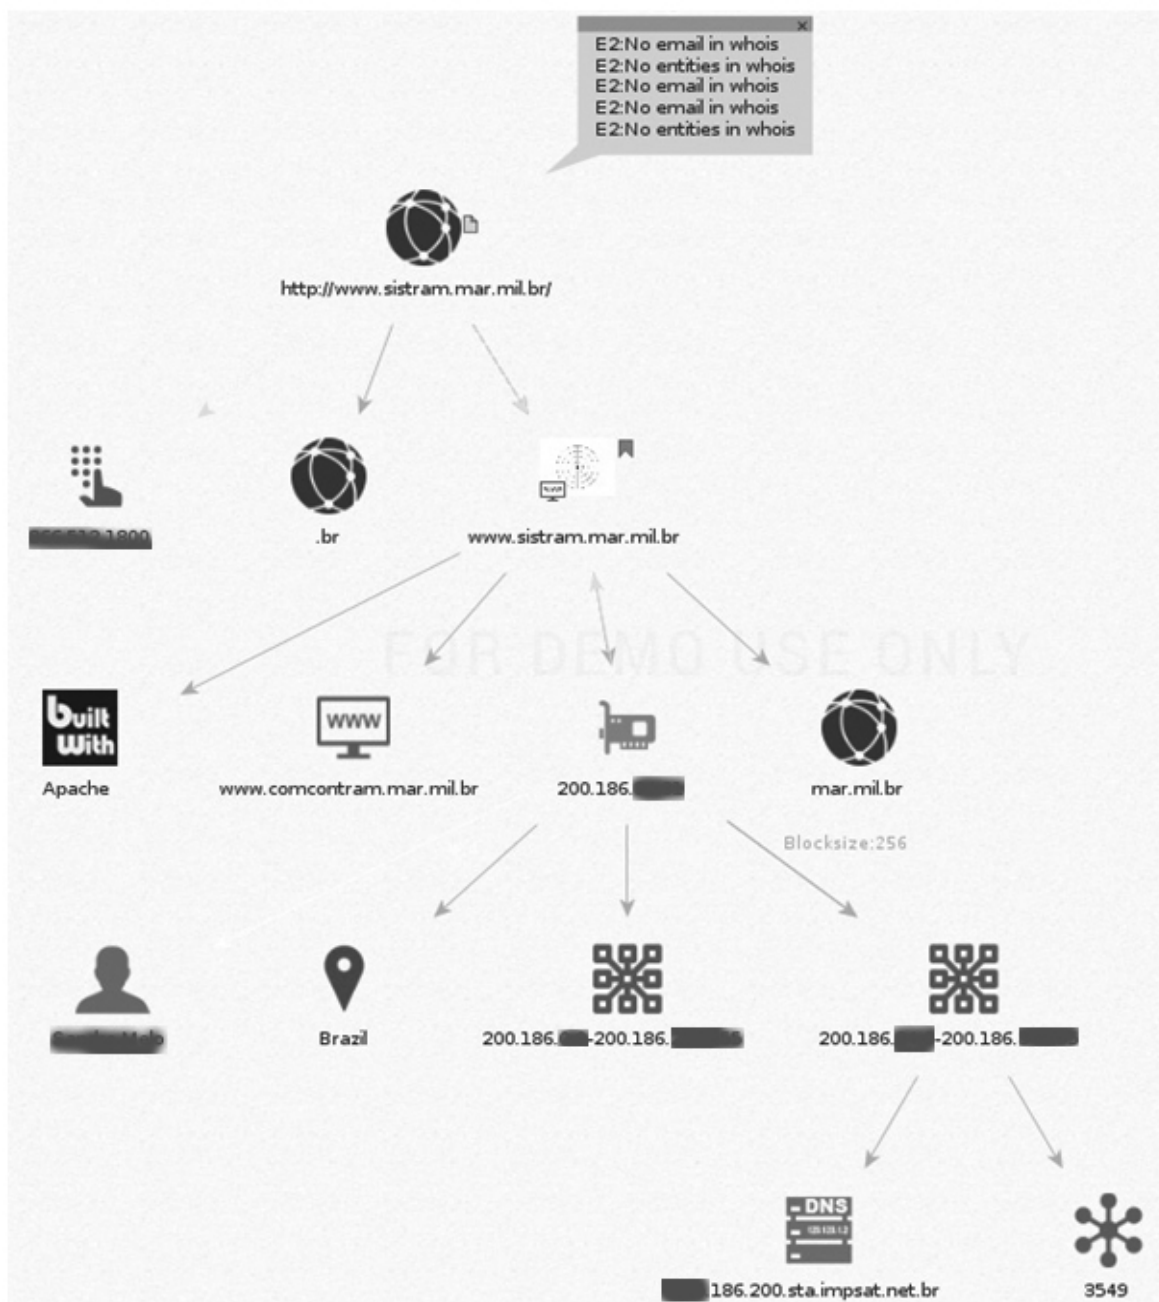 E2:No email in whois
E2:No entities in whois
E2:No email in whois
E2:No email in whois
E2:No entities in whois
http://www.sistram.mar.mil.br/
.br
www.sistram.mar.mil.br
FOR DEMO USE ONLY
built
With
WWW
Apache
www.comcontram.mar.mil.br
200.186.
mar.mil.br
Blocksize:256
Brazil
200.186. -200.186.
200.186. -200.186.
DNS
.186.200.sta.impsat.net.br
3549